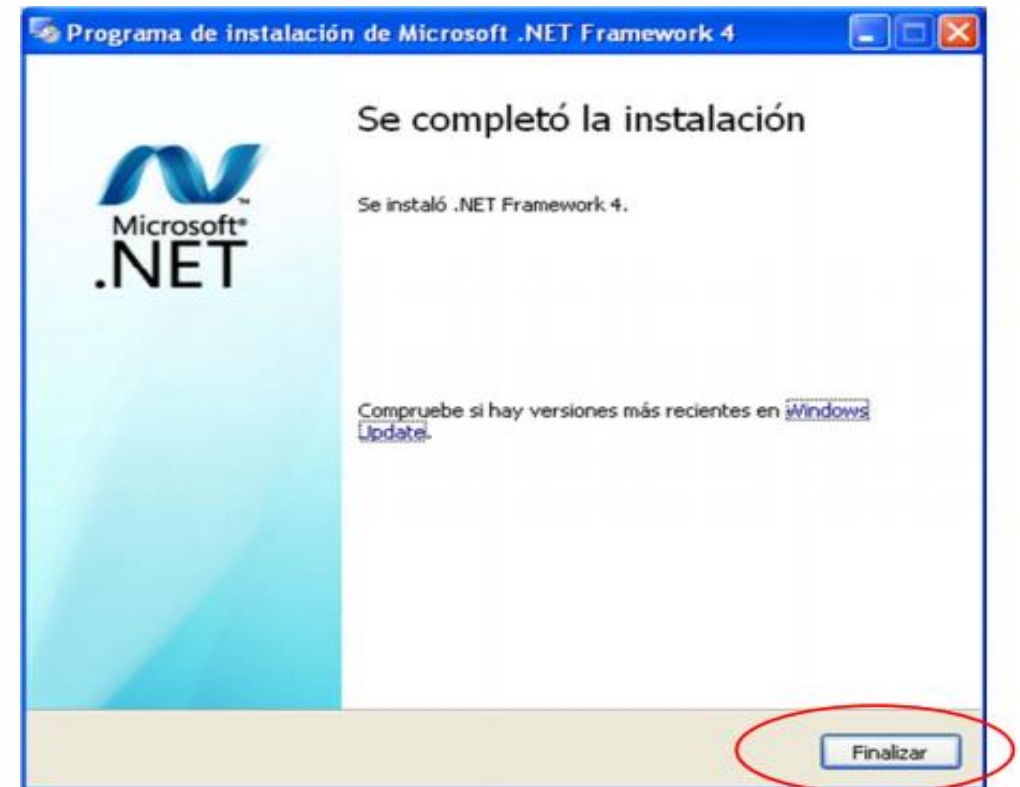 Programa de instalación de Microsoft .NET Framework 4
Se completó la instalación
Se instaló .NET Framework 4.
Microsoft®
.NET
Compruebe si hay versiones más recientes en Windows
Update.
Finalizar